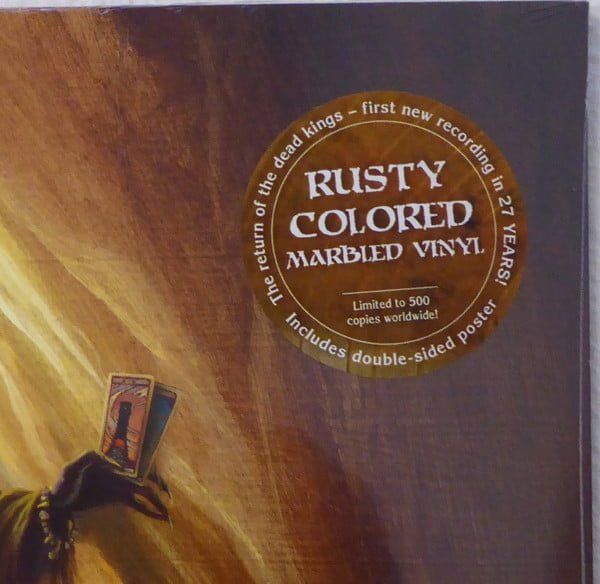 The return of the dead kings – first new recording in 27 YEARS!
RUSTY
COLORED
MARBLED VINYL
Limited to 500
copies worldwide!
Includes double-sided poster